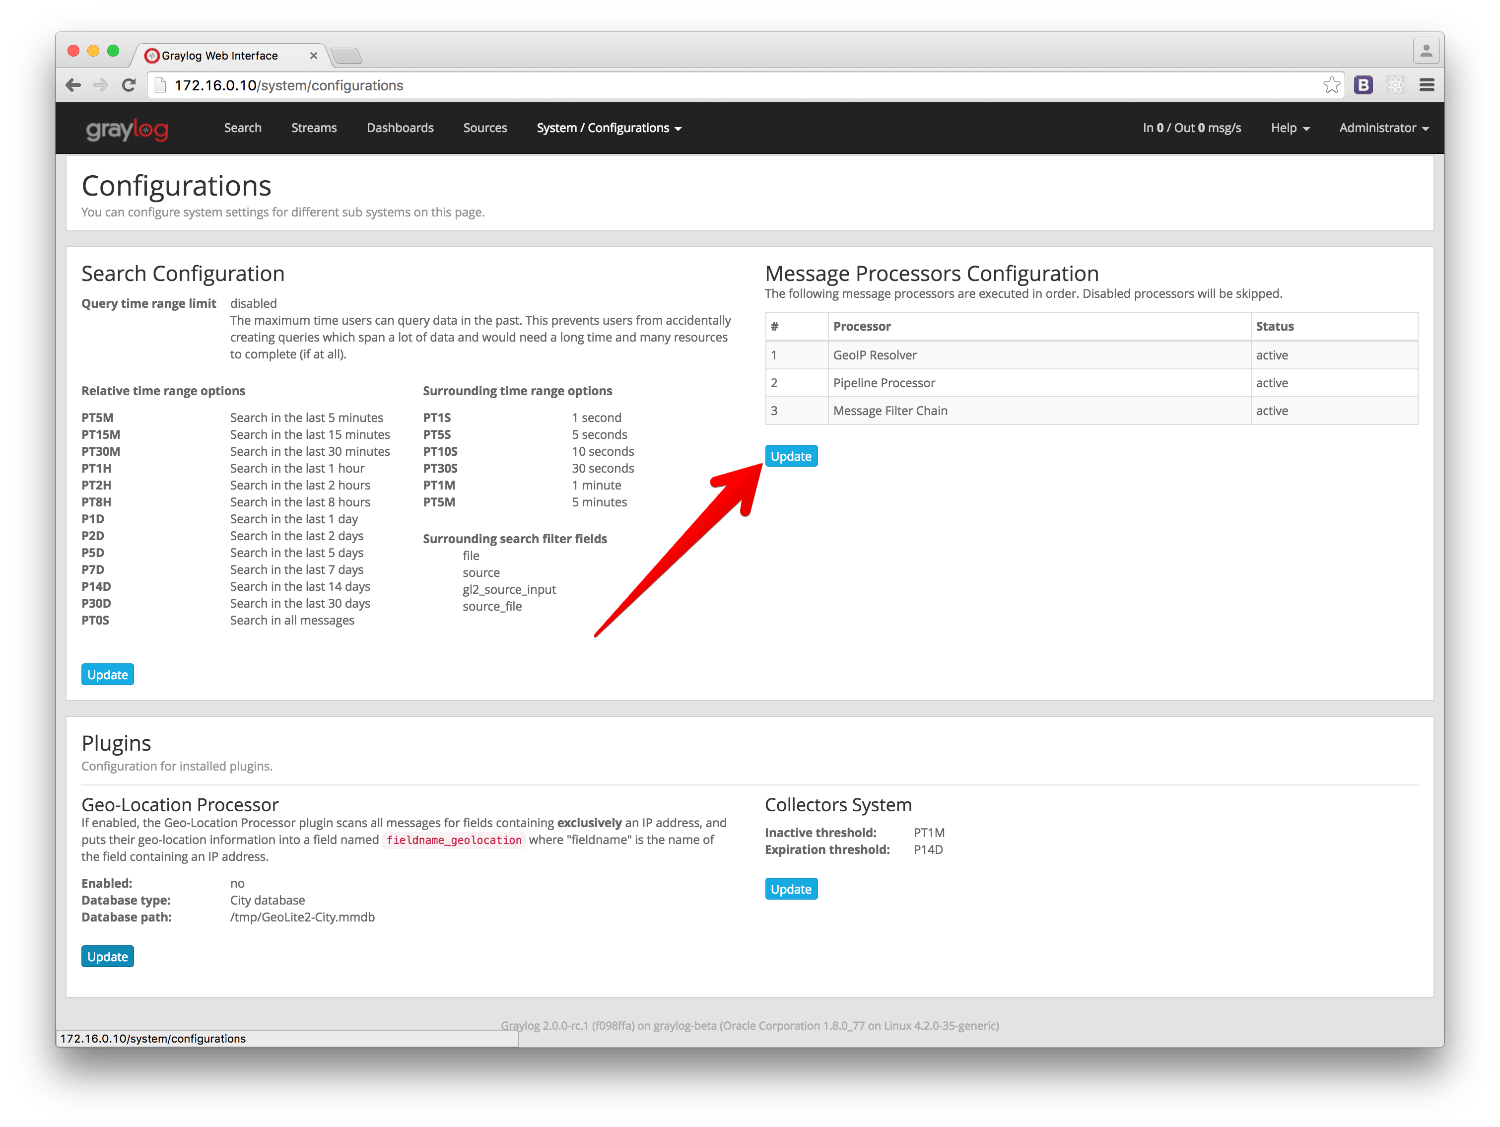 Graylog Web Interface
172.16.0.10/system/configurations
graylog
Search
Streams
Dashboards
Sources
System / Configurations
In 0 / Out 0 msg/s
Help
Administrator
Configurations
You can configure system settings for different sub systems on this page.
Search Configuration
Query time range limit disabled
The maximum time users can query data in the past. This prevents users from accidentally
creating queries which span a lot of data and would need a long time and many resources
to complete (if at all).
Relative time range options
PT5M Search in the last 5 minutes
PT15M Search in the last 15 minutes
PT30M Search in the last 30 minutes
PT1H Search in the last 1 hour
PT2H Search in the last 2 hours
PT8H Search in the last 8 hours
P1D Search in the last 1 day
P2D Search in the last 2 days
P5D Search in the last 5 days
P7D Search in the last 7 days
P14D Search in the last 14 days
P30D Search in the last 30 days
PT0S Search in all messages
Surrounding time range options
PT1S 1 second
PT5S 5 seconds
PT10S 10 seconds
PT30S 30 seconds
PT1M 1 minute
PT5M 5 minutes
Surrounding search filter fields
file
source
gl2_source_input
source_file
Update
Message Processors Configuration
The following message processors are executed in order. Disabled processors will be skipped.
# Processor Status
1 GeoIP Resolver active
2 Pipeline Processor active
3 Message Filter Chain active
Update
Plugins
Configuration for installed plugins.
Geo-Location Processor
If enabled, the Geo-Location Processor plugin scans all messages for fields containing exclusively an IP address, and
puts their geo-location information into a field named fieldname_geolocation where "fieldname" is the name of
the field containing an IP address.
Enabled: no
Database type: City database
Database path: /tmp/GeoLite2-City.mmdb
Update
Collectors System
Inactive threshold: PT1M
Expiration threshold: P14D
Update
Graylog 2.0.0-rc.1 (f098ffa) on graylog-beta (Oracle Corporation 1.8.0_77 on Linux 4.2.0-35-generic)
172.16.0.10/system/configurations